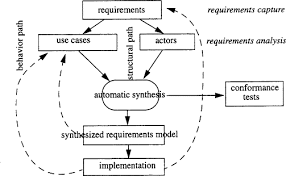 requirements
requirements capture
behavior path
use cases
structural path
actors
requirements analysis
automatic synthesis
conformance
tests
synthesized requirements model
implementation